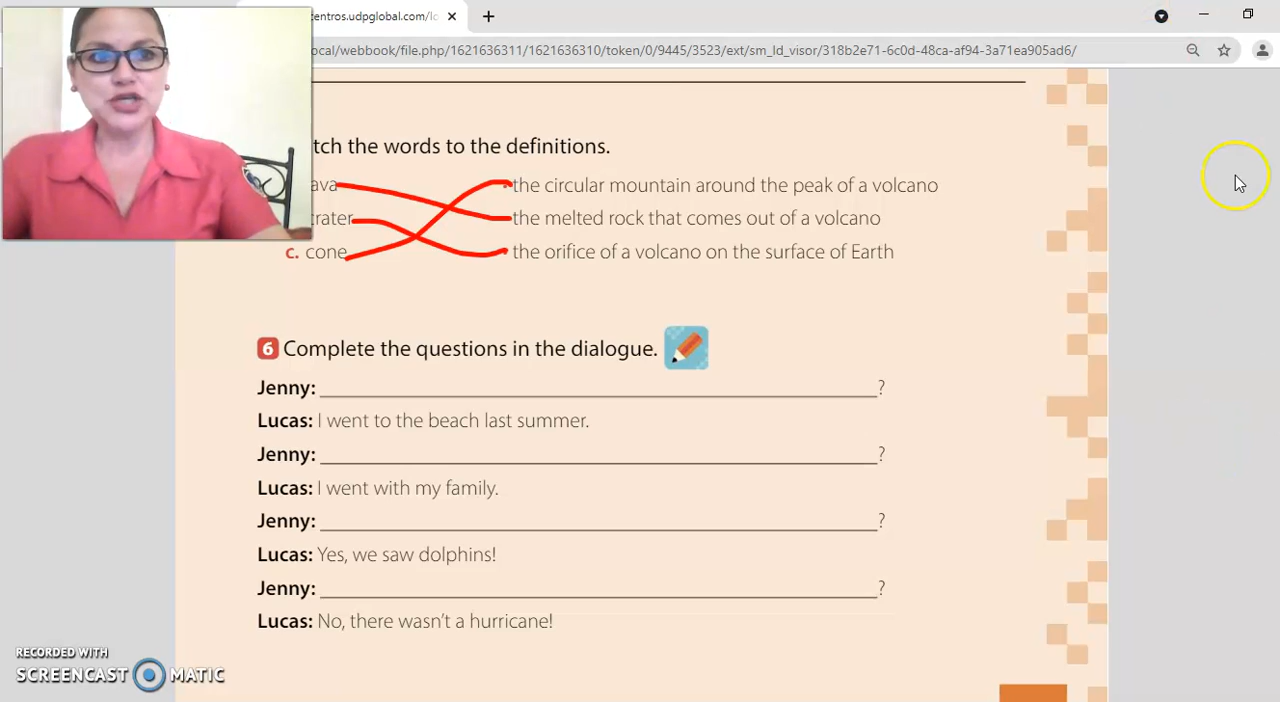 entros.udpglobal.com/lo
ocal/webbook/file.php/1621636311/1621636310/token/0/9445/3523/ext/sm_ld_visor/318b2e71-6c0d-48ca-af94-3a71ea905ad6/
tch the words to the definitions.
ava the circular mountain around the peak of a volcano
crater the melted rock that comes out of a volcano
c. cone the orifice of a volcano on the surface of Earth
6 Complete the questions in the dialogue.
Jenny: ?
Lucas: I went to the beach last summer.
Jenny: ?
Lucas: I went with my family.
Jenny: ?
Lucas: Yes, we saw dolphins!
Jenny: ?
Lucas: No, there wasn't a hurricane!
RECORDED WITH
SCREENCAST MATIC